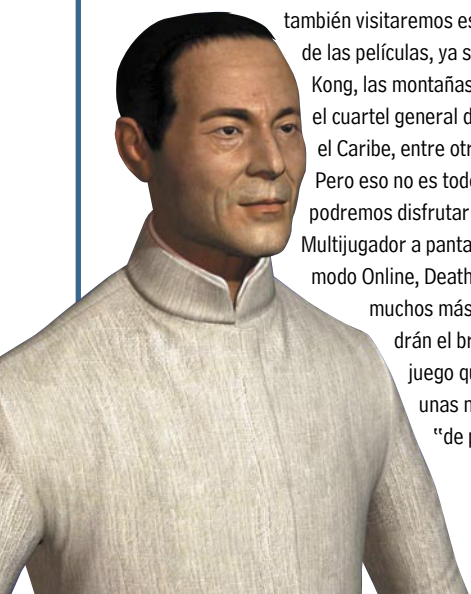 también visitaremos es
de las películas, ya s
Kong, las montañas
el cuartel general d
el Caribe, entre otr
Pero eso no es tod
podremos disfrutar
Multijugador a panta
modo Online, Death
muchos más
drán el br
juego qu
unas n
"de p